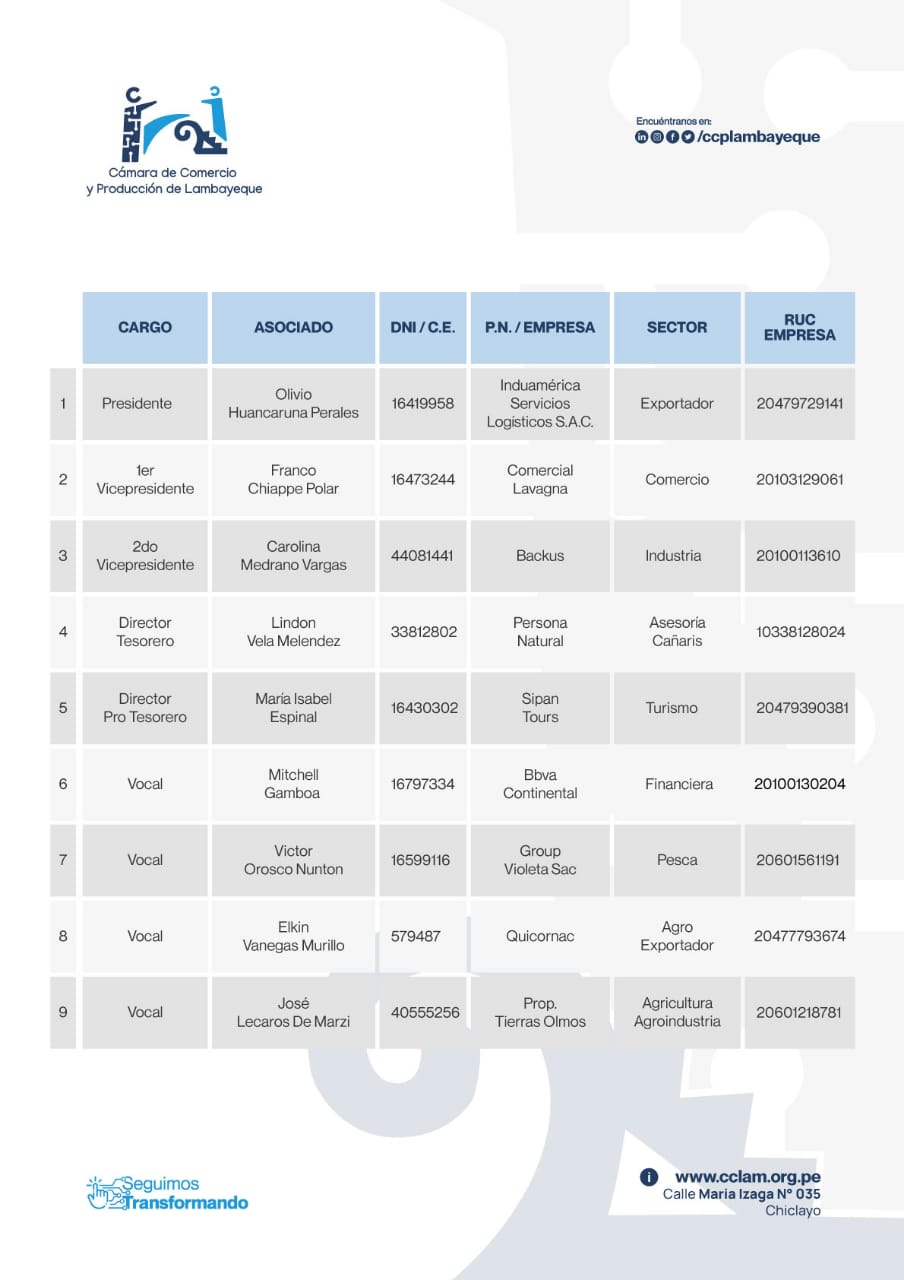 Encuéntranos en:
/ccplambayeque
Cámara de Comercio
y Producción de Lambayeque
CARGO ASOCIADO DNI / C.E. P.N. / EMPRESA SECTOR RUC
EMPRESA
1 Presidente Olivio
Huancaruna Perales 16419958 Induamérica
Servicios
Logísticos S.A.C. Exportador 20479729141
2 1er
Vicepresidente Franco
Chiappe Polar 16473244 Comercial
Lavagna Comercio 20103129061
3 2do
Vicepresidente Carolina
Medrano Vargas 44081441 Backus Industria 20100113610
4 Director
Tesorero Lindon
Vela Melendez 33812802 Persona
Natural Asesoría
Cañaris 10338128024
5 Director
Pro Tesorero María Isabel
Espinal 16430302 Sipan
Tours Turismo 20479390381
6 Vocal Mitchell
Gamboa 16797334 Bbva
Continental Financiera 20100130204
7 Vocal Victor
Orosco Nunton 16599116 Group
Violeta Sac Pesca 20601561191
8 Vocal Elkin
Vanegas Murillo 579487 Quicornac Agro
Exportador 20477793674
9 Vocal José
Lecaros De Marzi 40555256 Prop.
Tierras Olmos Agricultura
Agroindustria 20601218781
Seguimos
Transformando
www.cclam.org.pe
Calle Maria Izaga N° 035
Chiclayo